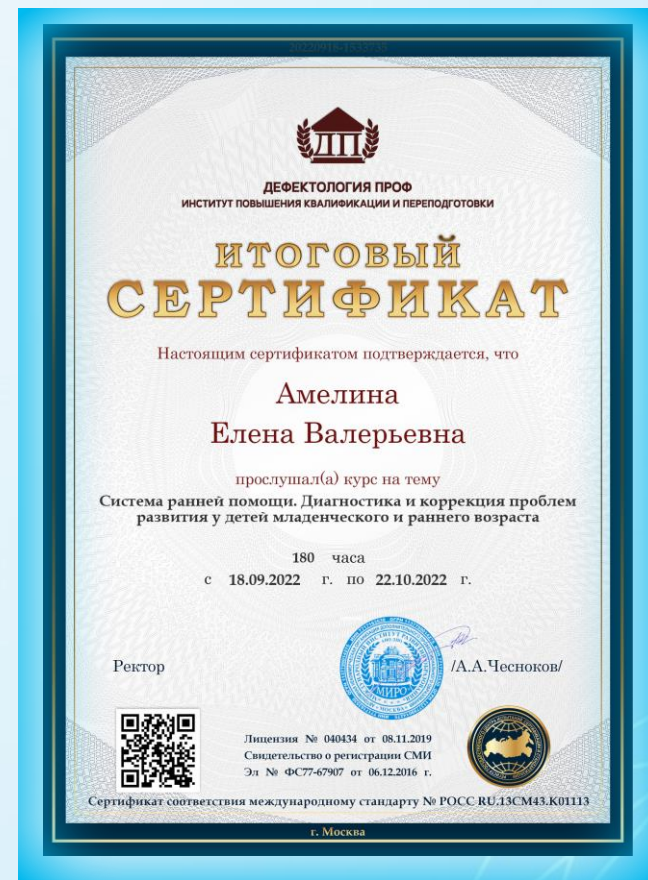 20220918-1533735
ДП
ДЕФЕКТОЛОГИЯ ПРОФ
ИНСТИТУТ ПОВЫШЕНИЯ КВАЛИФИКАЦИИ И ПЕРЕПОДГОТОВКИ
ИТОГОВЫЙ
СЕРТИФИКАТ
Настоящим сертификатом подтверждается, что
Амелина
Елена Валерьевна
прослушал(а) курс на тему
Система ранней помощи. Диагностика и коррекция проблем
развития у детей младенческого и раннего возраста
180 часа
с 18.09.2022 г. по 22.10.2022 г.
Ректор
/А.А.Чесноков/
МИРО
Лицензия № 040434 от 08.11.2019
Свидетельство о регистрации СМИ
Эл № ФС77-67907 от 06.12.2016 г.
Сертификат соответствия международному стандарту № РОСС RU.13СМ43.К01113
г. Москва